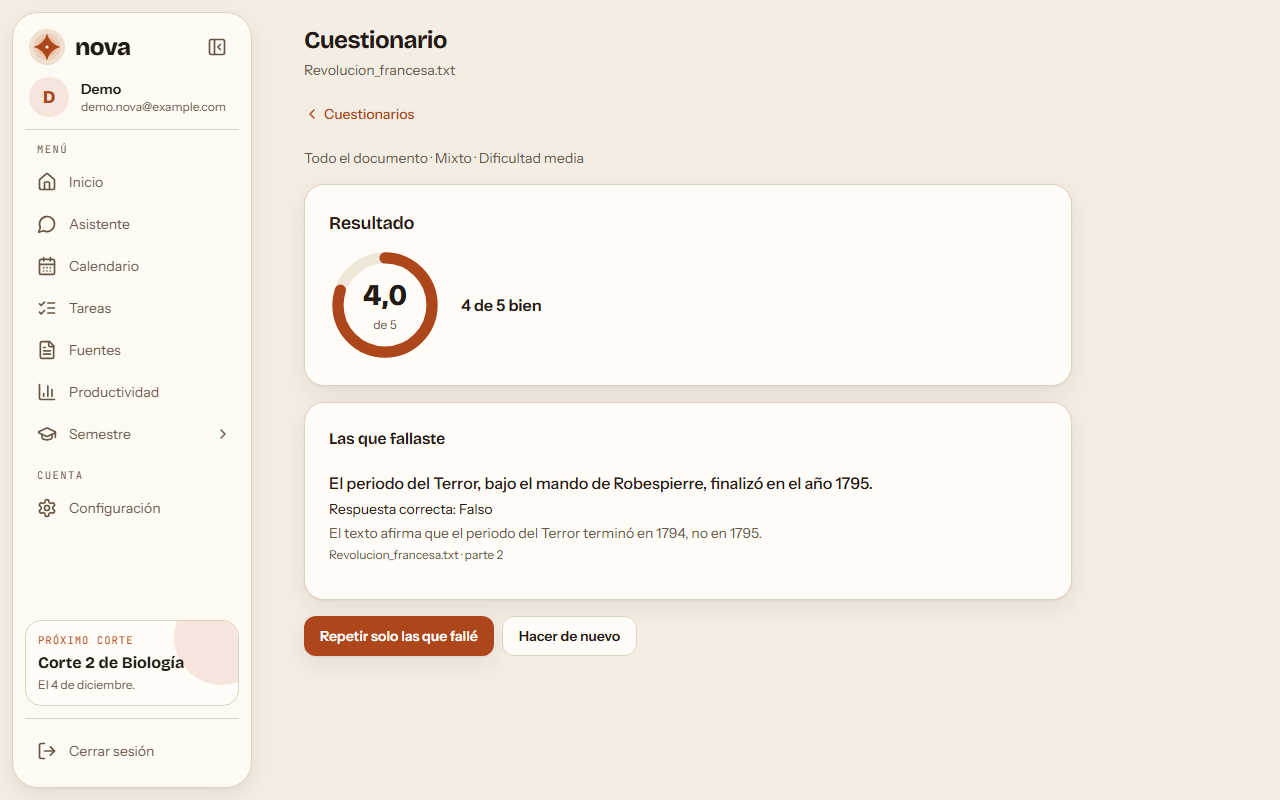 nova
D
Demo
demo.nova@example.com
MENÚ
Inicio
Asistente
Calendario
Tareas
Fuentes
Productividad
Semestre
CUENTA
Configuración
PRÓXIMO CORTE
Corte 2 de Biología
El 4 de diciembre.
Cerrar sesión
Cuestionario
Revolucion_francesa.txt
Cuestionarios
Todo el documento · Mixto · Dificultad media
Resultado
4,0
de 5
4 de 5 bien
Las que fallaste
El periodo del Terror, bajo el mando de Robespierre, finalizó en el año 1795.
Respuesta correcta: Falso
El texto afirma que el periodo del Terror terminó en 1794, no en 1795.
Revolucion_francesa.txt · parte 2
Repetir solo las que fallé
Hacer de nuevo